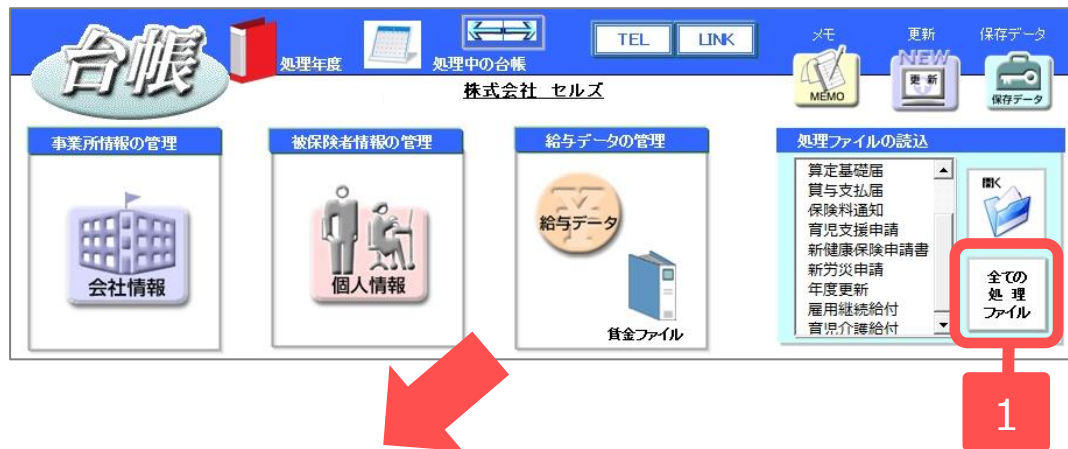 台帳
処理年度
処理中の台帳
TEL
LINK
メモ
更新
保存データ
MEMO
NEW
更新
保存データ
株式会社 セルズ
事業所情報の管理
被保険者情報の管理
給与データの管理
処理ファイルの読込
会社情報
個人情報
給与データ
賃金ファイル
算定基礎届
賞与支払届
保険料通知
育児支援申請
新健康保険申請書
新労災申請
年度更新
雇用継続給付
育児介護給付
開く
全ての
処 理
ファイル
1